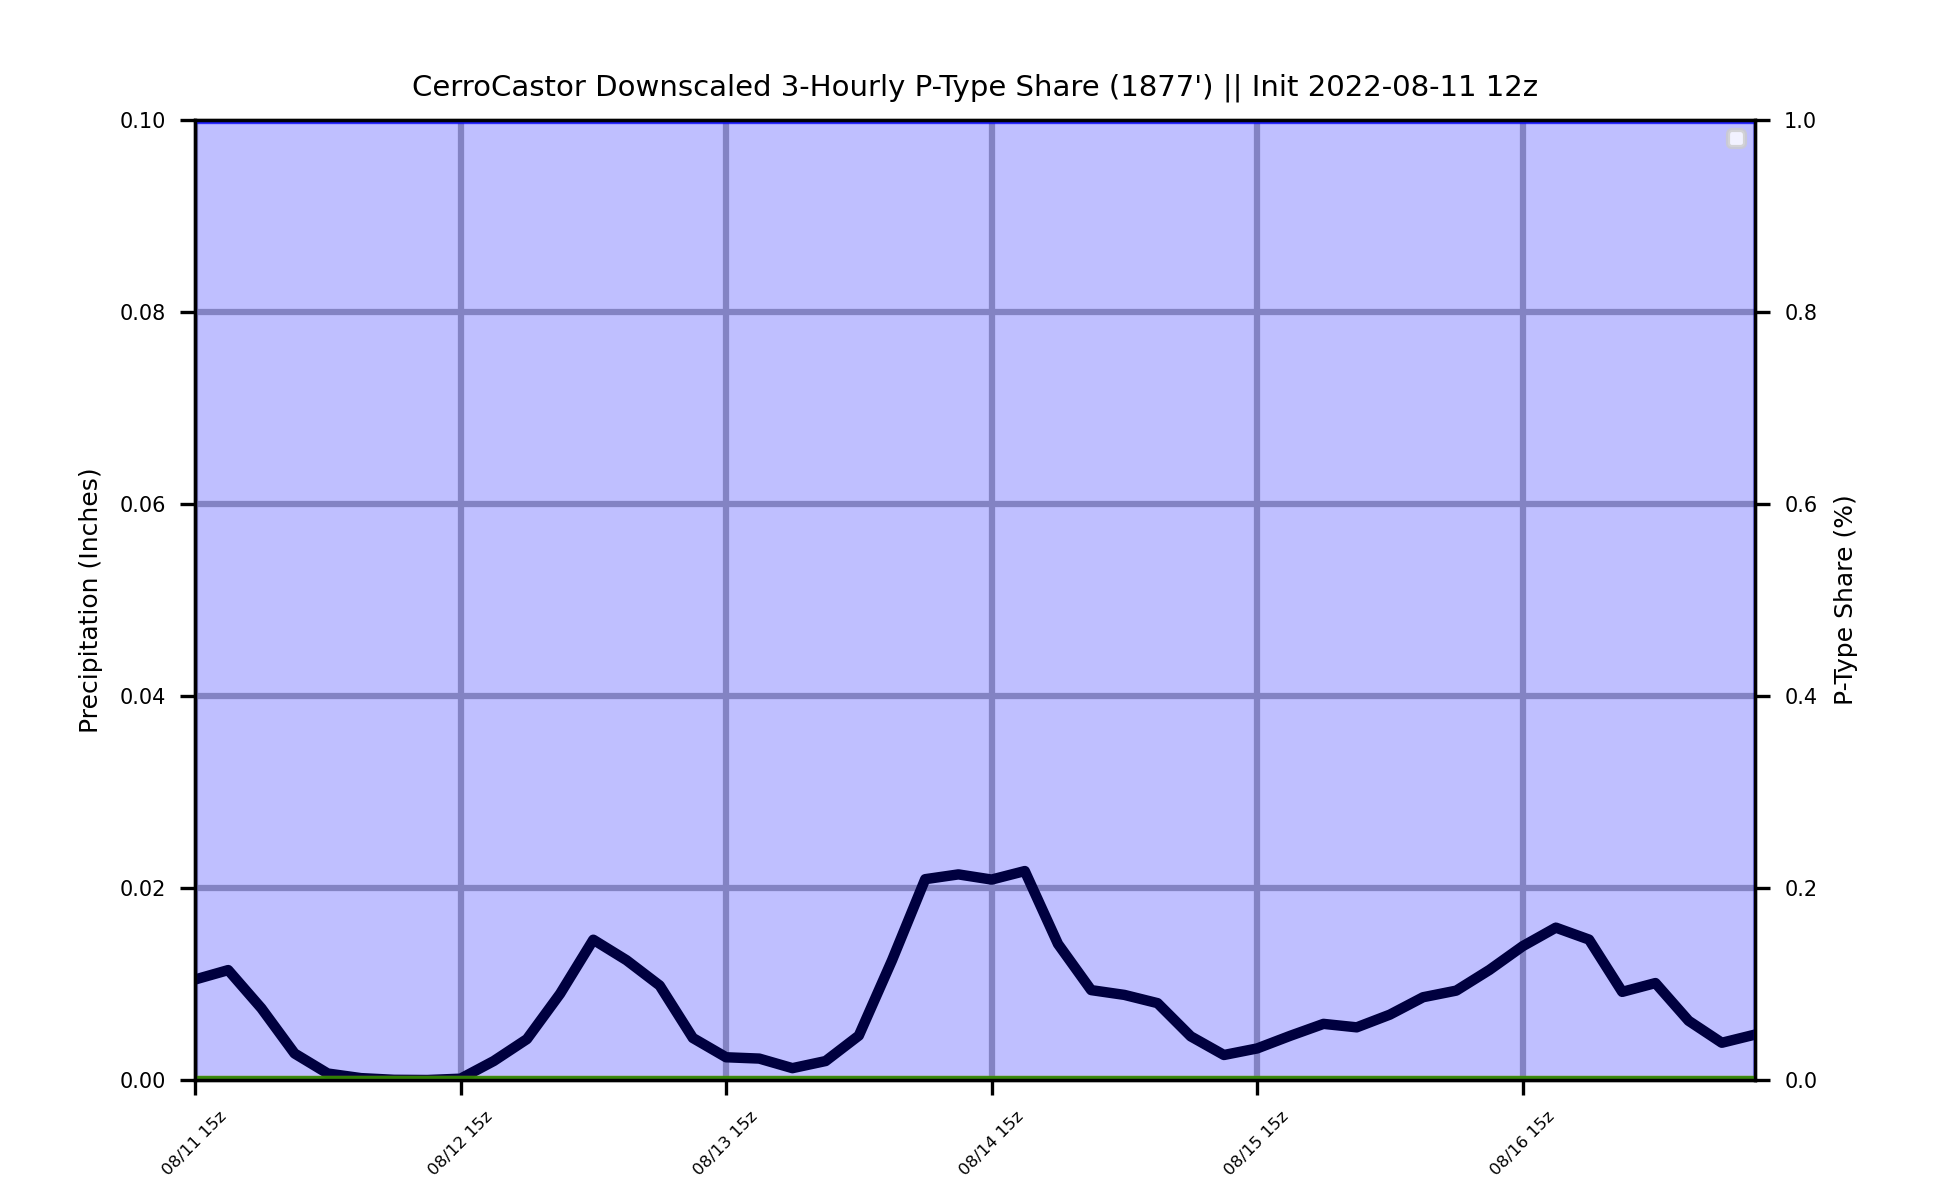 CerroCastor Downscaled 3-Hourly P-Type Share (1877') || Init 2022-08-11 12z
0.10
0.08
0.06
0.04
0.02
0.00
Precipitation (Inches)
1.0
0.8
0.6
0.4
0.2
0.0
P-Type Share (%)
08/11 15z
08/12 15z
08/13 15z
08/14 15z
08/15 15z
08/16 15z